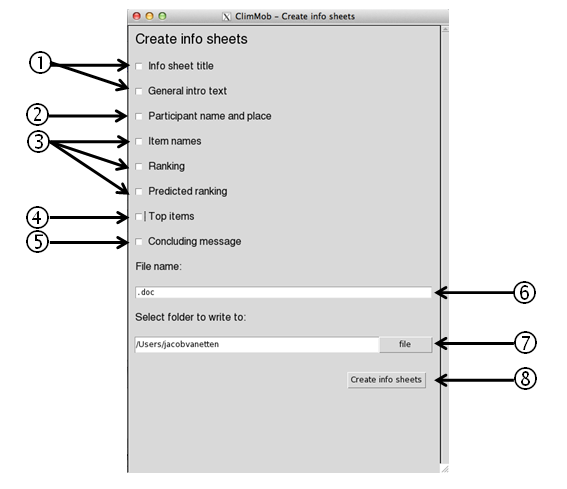 X ClimMob - Create info sheets
Create info sheets
1 Info sheet title
General intro text
2 Participant name and place
3 Item names
Ranking
Predicted ranking
4 Top items
5 Concluding message
File name:
.doc 6
Select folder to write to:
/Users/jacobvanetten file 7
Create info sheets 8